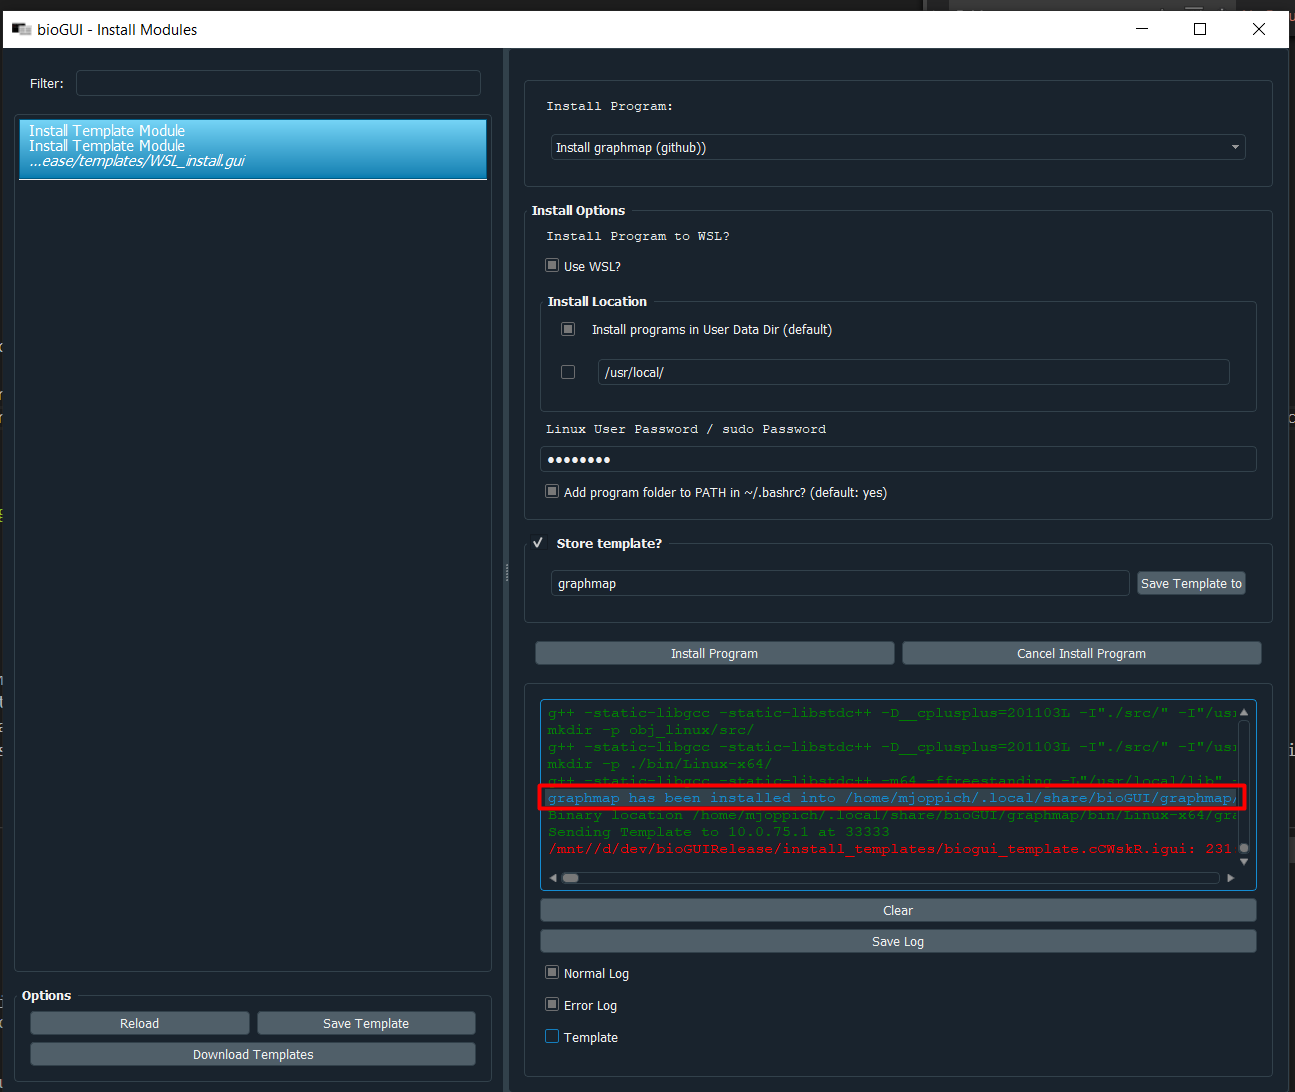 bioGUI - Install Modules
Filter:
Install Template Module
Install Template Module
...ease/templates/WSL_install.gui
Options
Reload
Save Template
Download Templates
Install Program:
Install graphmap (github))
Install Options
Install Program to WSL?
Use WSL?
Install Location
Install programs in User Data Dir (default)
/usr/local/
Linux User Password / sudo Password
●●●●●●●●
Add program folder to PATH in ~/.bashrc? (default: yes)
Store template?
graphmap
Save Template to
Install Program
Cancel Install Program
g++ -static-libgcc -static-libstdc++ -D__cplusplus=201103L -I"./src/" -I"/usr
mkdir -p obj_linux/src/
g++ -static-libgcc -static-libstdc++ -D__cplusplus=201103L -I"./src/" -I"/usr
mkdir -p ./bin/Linux-x64/
g++ -static-libgcc -static-libstdc++ -m64 -ffreestanding -L"/usr/local/lib" -
graphmap has been installed into /home/mjoppich/.local/share/bioGUI/graphmap/
Binary location /home/mjoppich/.local/share/bioGUI/graphmap/bin/Linux-x64/gra
Sending Template to 10.0.75.1 at 33333
/mnt//d/dev/bioGUIRelease/install_templates/biogui_template.cCWskR.igui: 231
Clear
Save Log
Normal Log
Error Log
Template